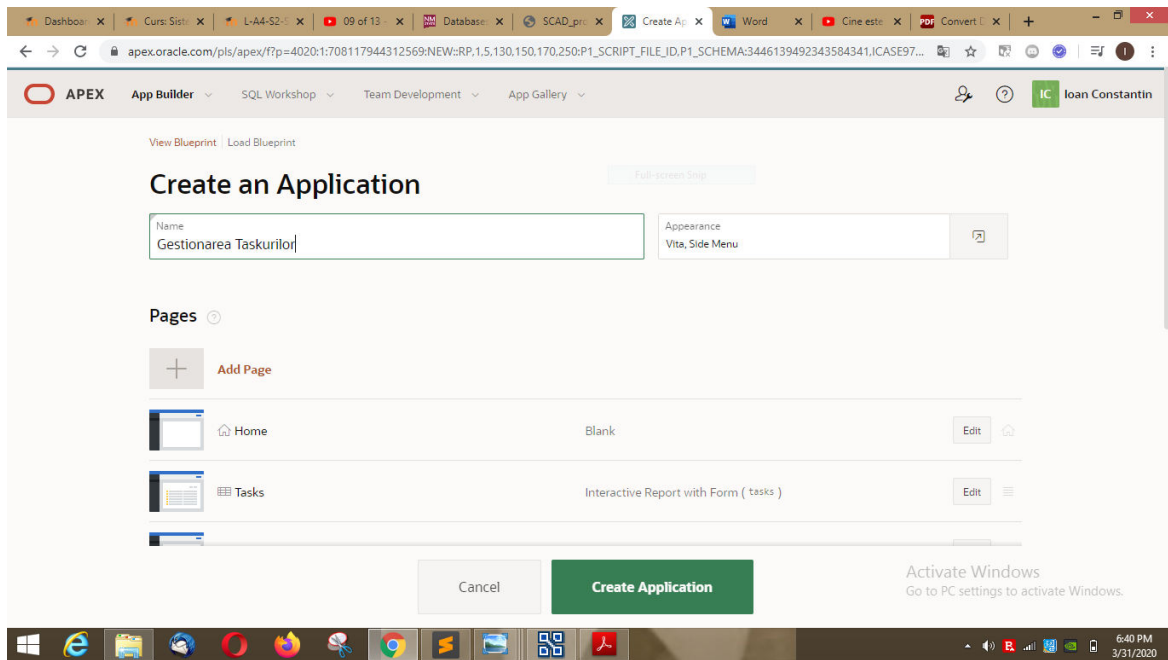 Dashboar
Curs: Siste
L-A4-S2-S
09 of 13 -
Database:
SCAD_pro
Create Ap
Word
Cine este
Convert D
apex.oracle.com/pls/apex/f?p=4020:1:708117944312569:NEW::RP,1,5,130,150,170,250:P1_SCRIPT_FILE_ID,P1_SCHEMA:3446139492343584341,ICASE97...
APEX App Builder SQL Workshop Team Development App Gallery IC Ioan Constantin
View Blueprint Load Blueprint
Full-screen Snip
Create an Application
Name
Gestionarea Taskurilor
Appearance
Vita, Side Menu
Pages
Add Page
Home Blank Edit
Tasks Interactive Report with Form ( tasks ) Edit
Cancel Create Application
Activate Windows
Go to PC settings to activate Windows.
6:40 PM
3/31/2020